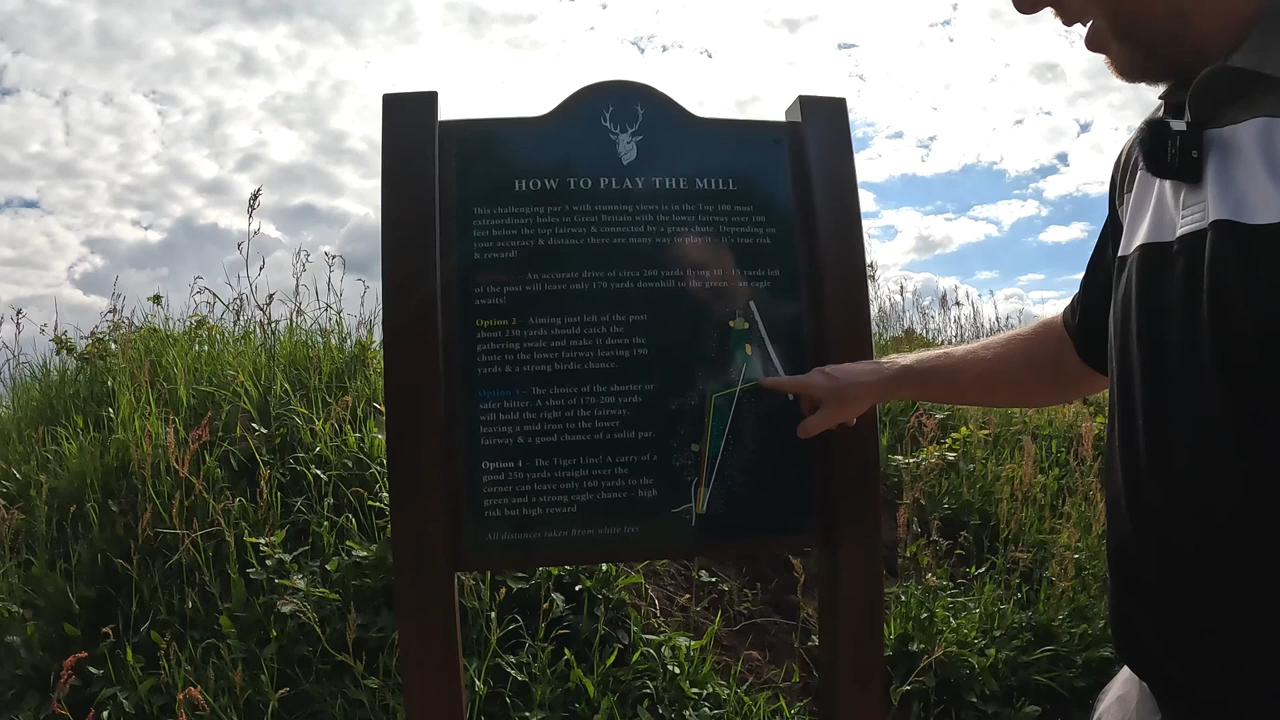 HOW TO PLAY THE MILL
This challenging par 5 with stunning views is in the Top 100 most
extraordinary holes in Great Britain with the lower fairway over 100
feet below the top fairway & connected by a grass chute. Depending on
your accuracy & distance there are many way to play it - it's true risk
& reward!
- An accurate drive of circa 260 yards flying 10 - 15 yards left
of the post will leave only 170 yards downhill to the green - an eagle
awaits!
Option 2 - Aiming just left of the post
about 230 yards should catch the
gathering swale and make it down the
chute to the lower fairway leaving 190
yards & a strong birdie chance.
Option 3 - The choice of the shorter or
safer hitter. A shot of 170-200 yards
will hold the right of the fairway,
leaving a mid iron to the lower
fairway & a good chance of a solid par.
Option 4 - The Tiger Line! A carry of a
good 250 yards straight over the
corner can leave only 160 yards to the
green and a strong eagle chance - high
risk but high reward
All distances taken from white tees